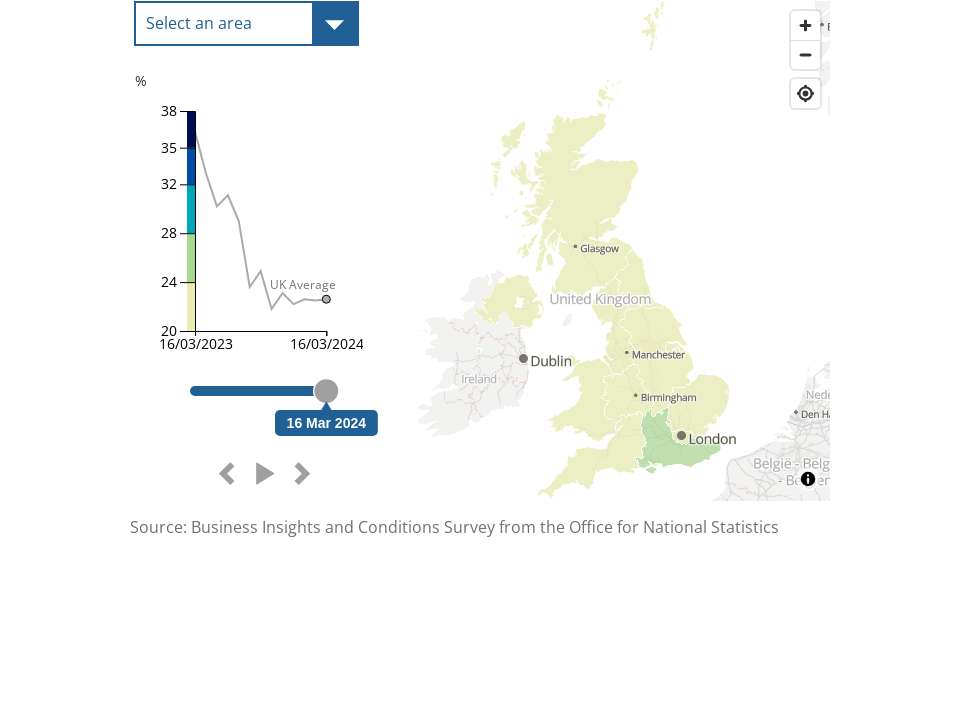 Select an area
%
38
35
32
28
24
20
UK Average
16/03/2023
16/03/2024
16 Mar 2024
Glasgow
United Kingdom
Manchester
Dublin
Ireland
Birmingham
London
Den
België - Belg
Source: Business Insights and Conditions Survey from the Office for National Statistics